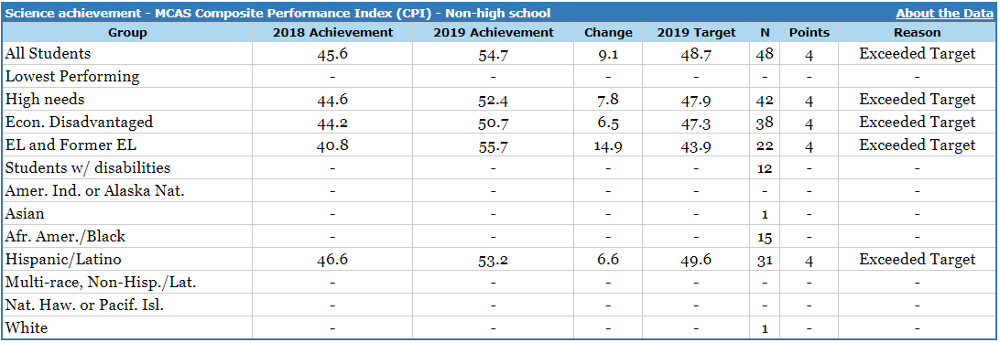 Science achievement - MCAS Composite Performance Index (CPI) - Non-high school About the Data
Group 2018 Achievement 2019 Achievement Change 2019 Target N Points Reason
All Students 45.6 54.7 9.1 48.7 48 4 Exceeded Target
Lowest Performing - - - - - - -
High needs 44.6 52.4 7.8 47.9 42 4 Exceeded Target
Econ. Disadvantaged 44.2 50.7 6.5 47.3 38 4 Exceeded Target
EL and Former EL 40.8 55.7 14.9 43.9 22 4 Exceeded Target
Students w/ disabilities - - - - 12 - -
Amer. Ind. or Alaska Nat. - - - - - - -
Asian - - - - 1 - -
Afr. Amer./Black - - - - 15 - -
Hispanic/Latino 46.6 53.2 6.6 49.6 31 4 Exceeded Target
Multi-race, Non-Hisp./Lat. - - - - - - -
Nat. Haw. or Pacif. Isl. - - - - - - -
White - - - - 1 - -